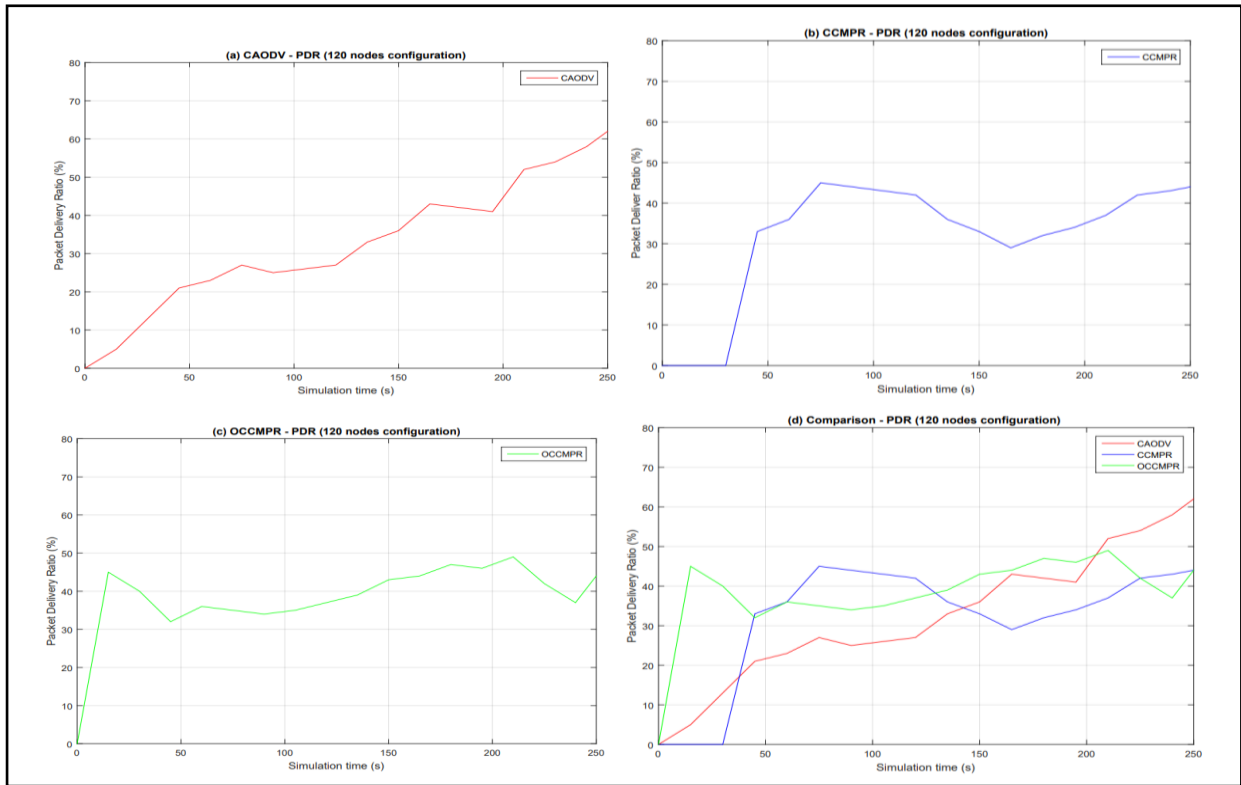 (a) CAODV - PDR (120 nodes configuration)
CAODV
80
70
60
50
40
30
20
10
0
Packet Delivery Ratio (%)
0 50 100 150 200 250
Simulation time (s)
(b) CCMPR - PDR (120 nodes configuration)
CCMPR
80
70
60
50
40
30
20
10
0
Packet Deliver Ratio (%)
0 50 100 150 200 250
Simulation time (s)
(c) OCCMPR - PDR (120 nodes configuration)
OCCMPR
80
70
60
50
40
30
20
10
0
Packet Delivery Ratio (%)
0 50 100 150 200 250
Simulation time (s)
(d) Comparison - PDR (120 nodes configuration)
CAODV
CCMPR
OCCMPR
80
70
60
50
40
30
20
10
0
Packet Delivery Ratio (%)
0 50 100 150 200 250
Simulation time (s)